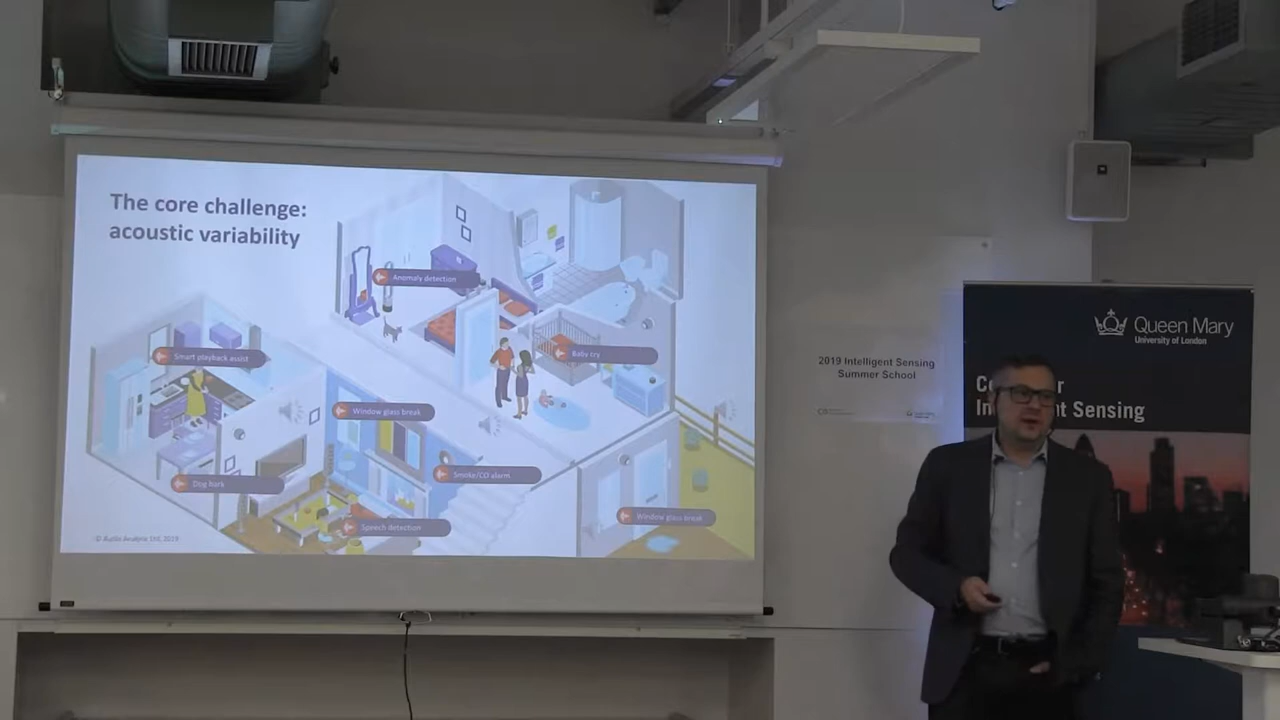 The core challenge:
acoustic variability
Anomaly detection
Smart playback assist
Baby cry
Window glass break
Smoke/CO alarm
Dog bark
Speech detection
Window glass break
© Audio Analytic Ltd, 2019
2019 Intelligent Sensing
Summer School
Queen Mary
University of London
Sensing